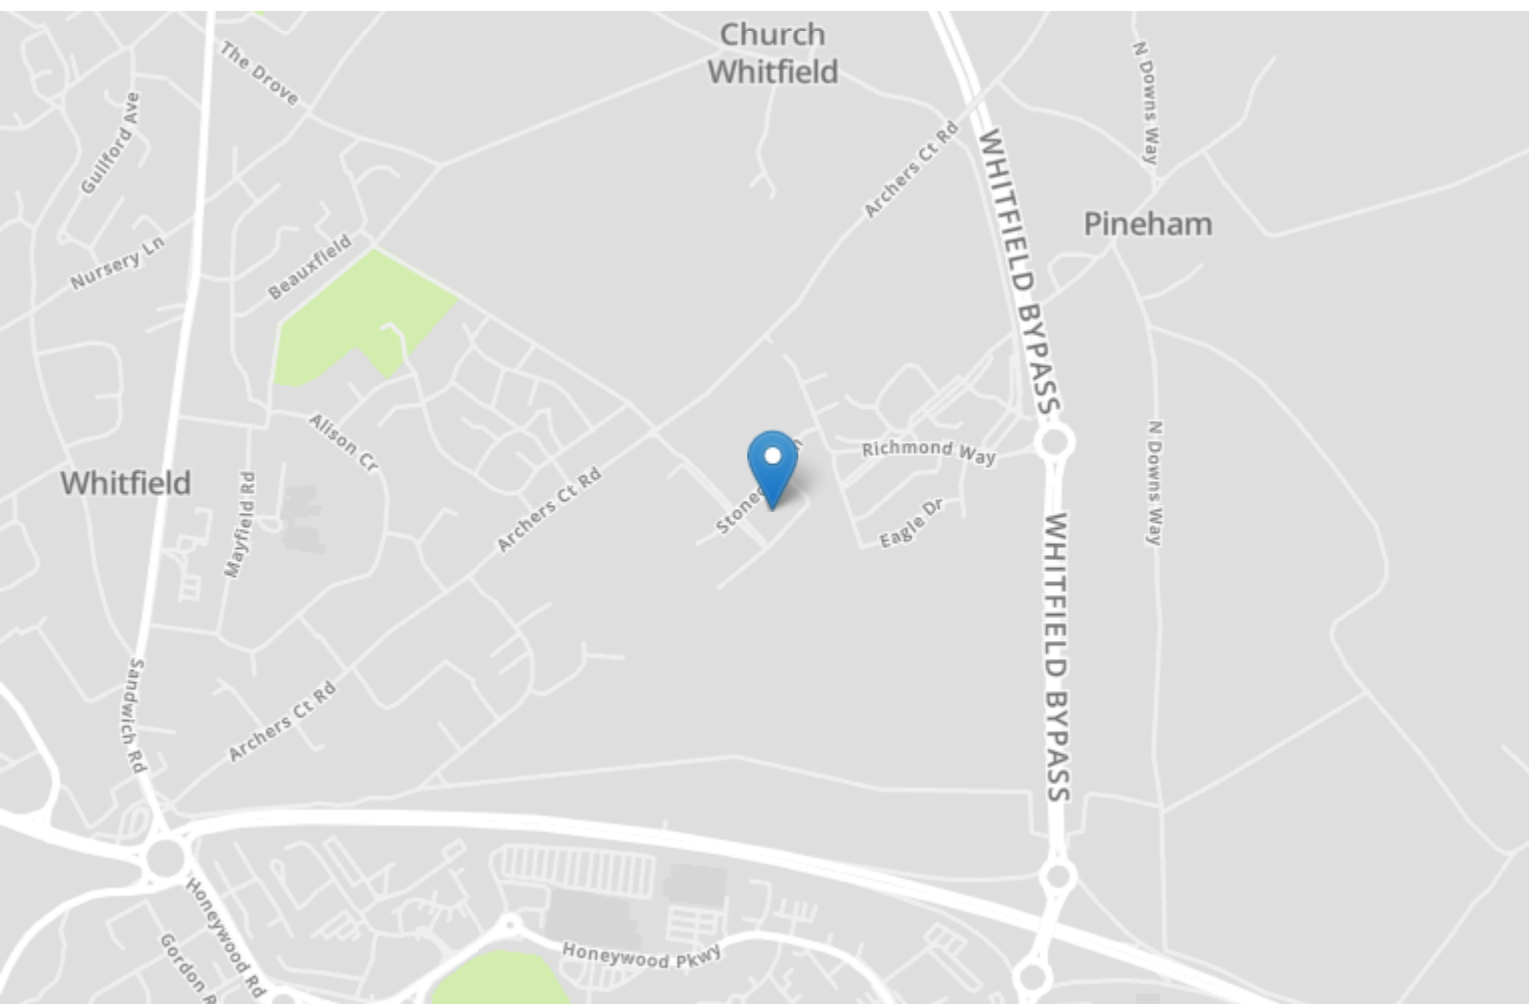 Church
Whitfield
The Drove
N Downs Way
Guilford Ave
Archers Ct Rd
WHITFIELD BYPASS
Pineham
Nursery Ln
Beauxfield
Alison Cr
Richmond Way
Whitfield
Mayfield Rd
Archers Ct Rd
Eagle Dr
N Downs Way
WHITFIELD BYPASS
Sandwich Rd
Archers Ct Rd
Honeywood Rd
Gordon R
Honeywood Pkwy